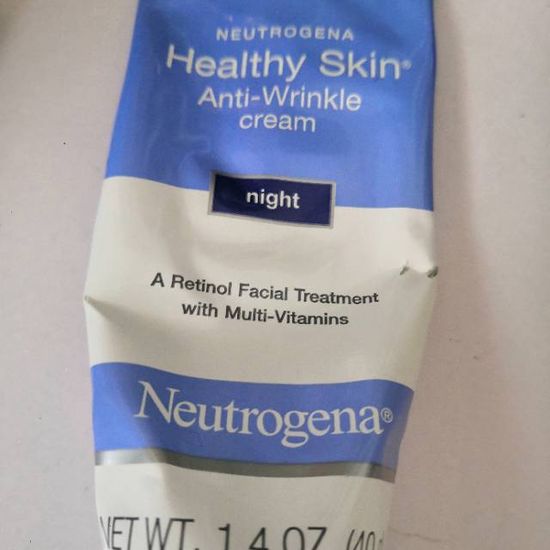 NEUTROGENA
Healthy Skin®
Anti-Wrinkle
cream
night
A Retinol Facial Treatment
with Multi-Vitamins
Neutrogena®
NET WT. 1.4 OZ